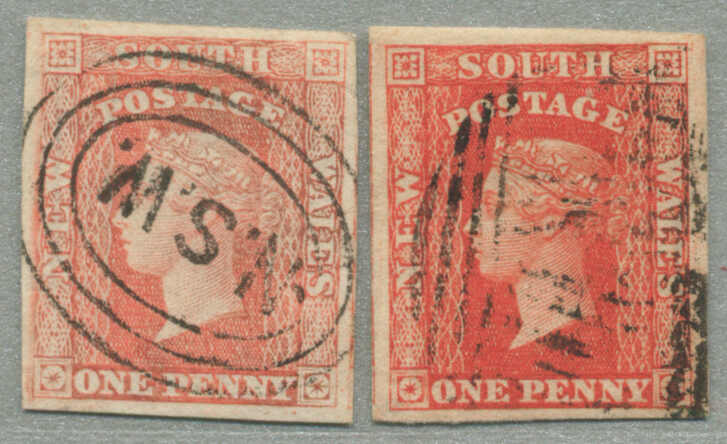 SOUTH
POSTAGE
NEW
WALES
N.S.W.
ONE PENNY
SOUTH
POSTAGE
NEW
WALES
ONE PENNY